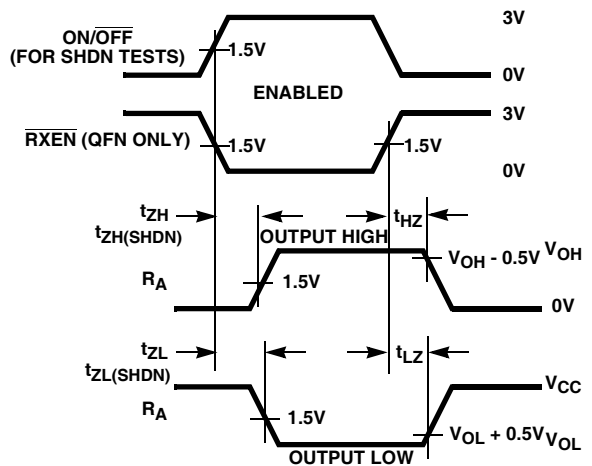 3V
ON/OFF
(FOR SHDN TESTS)
1.5V
0V
ENABLED
3V
RXEN (QFN ONLY)
1.5V
1.5V
0V
tZH
tZH(SHDN)
tHZ
OUTPUT HIGH
VOH - 0.5V
VOH
RA
1.5V
0V
tZL
tZL(SHDN)
tLZ
VCC
RA
1.5V
VOL + 0.5V
VOL
OUTPUT LOW